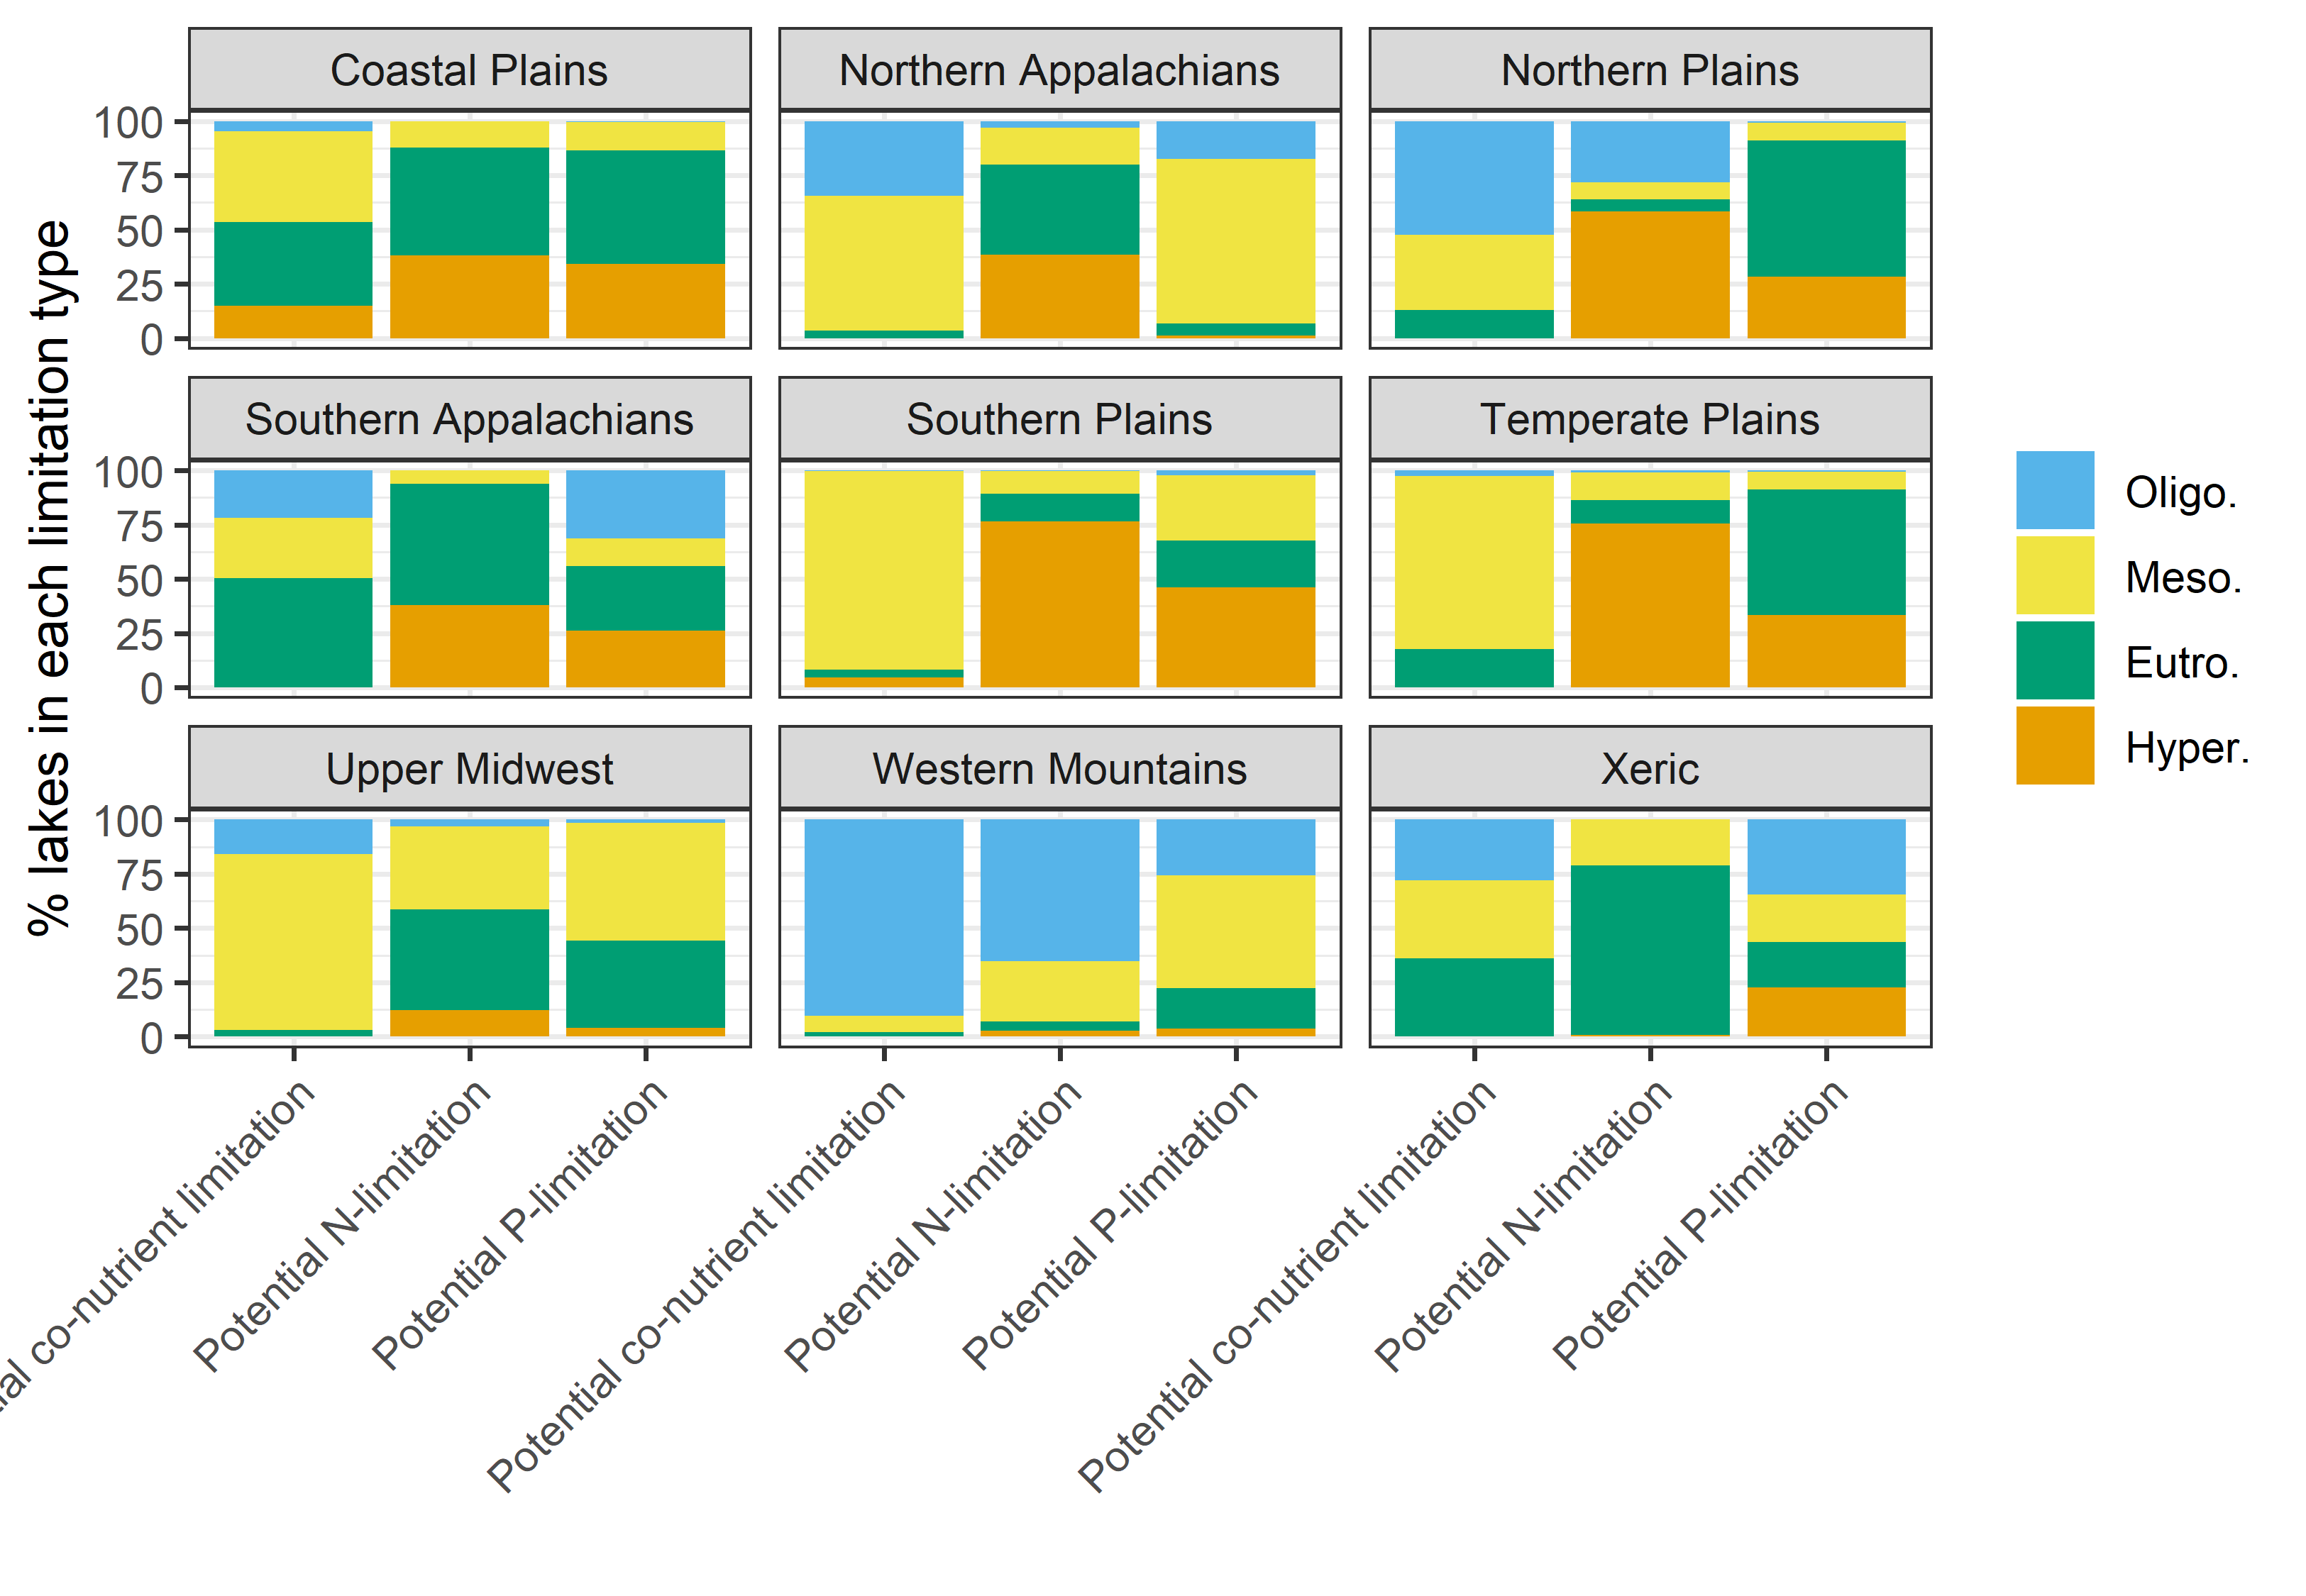 % lakes in each limitation type
Coastal Plains
Northern Appalachians
Northern Plains
100
75
50
25
0
Southern Appalachians
Southern Plains
Temperate Plains
100
75
50
25
0
Upper Midwest
Western Mountains
Xeric
100
75
50
25
0
co-nutrient limitation
Potential N-limitation
Potential P-limitation
Potential co-nutrient limitation
Potential N-limitation
Potential P-limitation
Potential co-nutrient limitation
Potential N-limitation
Potential P-limitation
Oligo.
Meso.
Eutro.
Hyper.